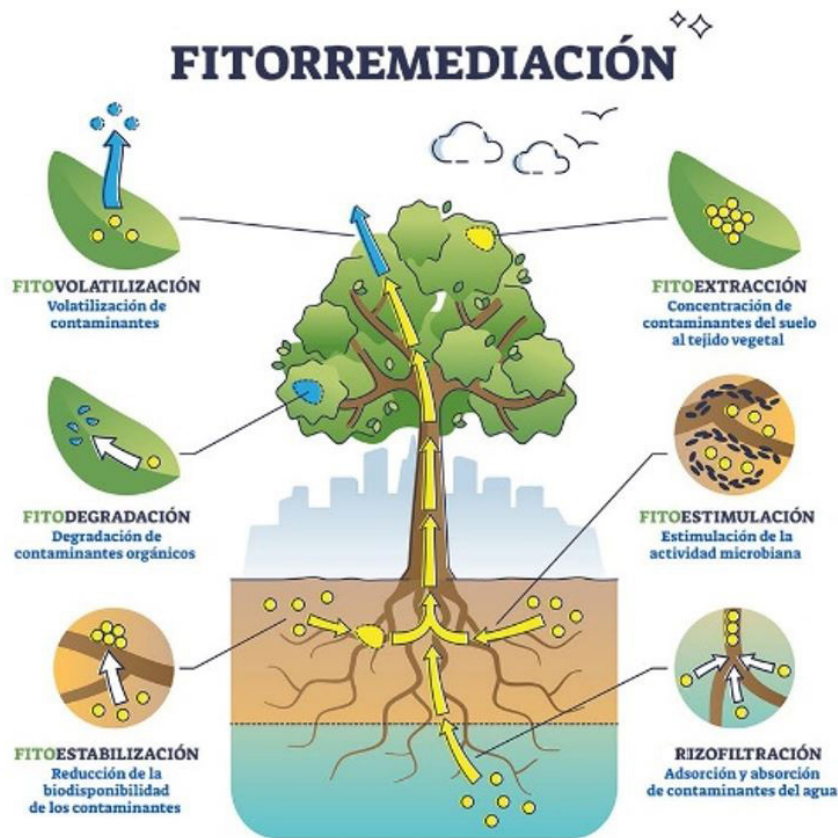 FITORREMEDIACIÓN
FITOVOLATILIZACIÓN
Volatilización de
contaminantes
FITOEXTRACCIÓN
Concentración de
contaminantes del suelo
al tejido vegetal
FITODEGRADACIÓN
Degradación de
contaminantes orgánicos
FITOESTIMULACIÓN
Estimulación de la
actividad microbiana
FITOESTABILIZACIÓN
Reducción de la
biodisponibilidad
de los contaminantes
RIZOFILTRACIÓN
Adsorción y absorción
de contaminantes del agua